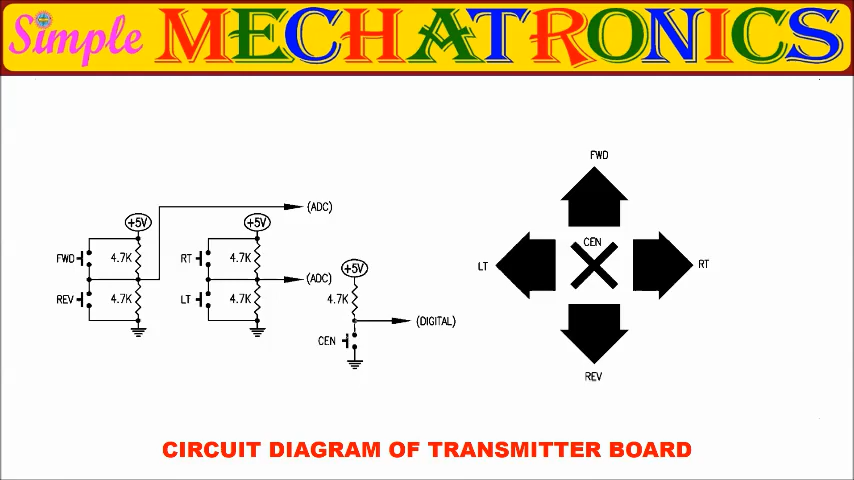 Simple MECHATRONICS
FWD
+5V
+5V
(ADC)
FWD
4.7K
RT
4.7K
CEN
LT
RT
+5V
(ADC)
REV
4.7K
LT
4.7K
4.7K
(DIGITAL)
CEN
REV
CIRCUIT DIAGRAM OF TRANSMITTER BOARD